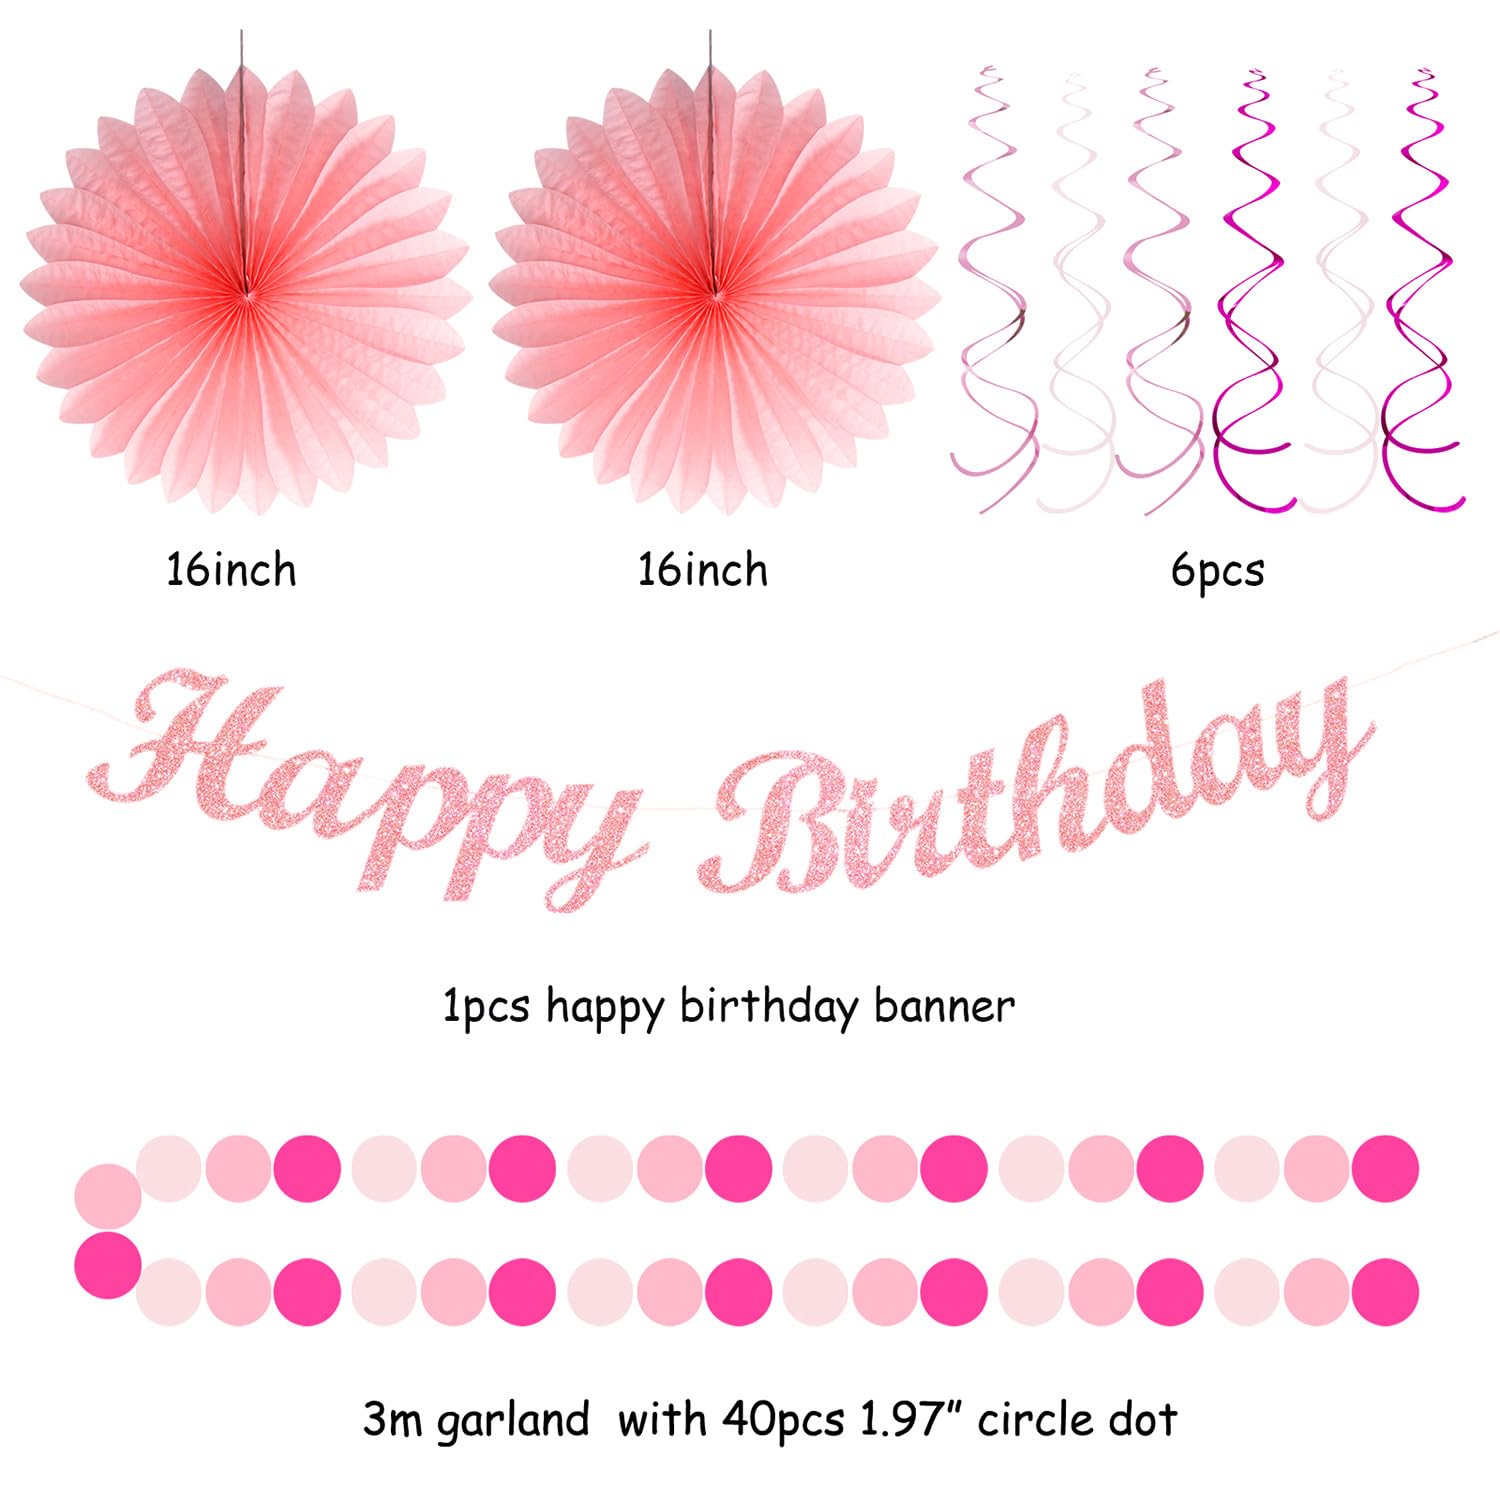 16inch
16inch
6pcs
Happy Birthday
1pcs happy birthday banner
3m garland with 40pcs 1.97” circle dot